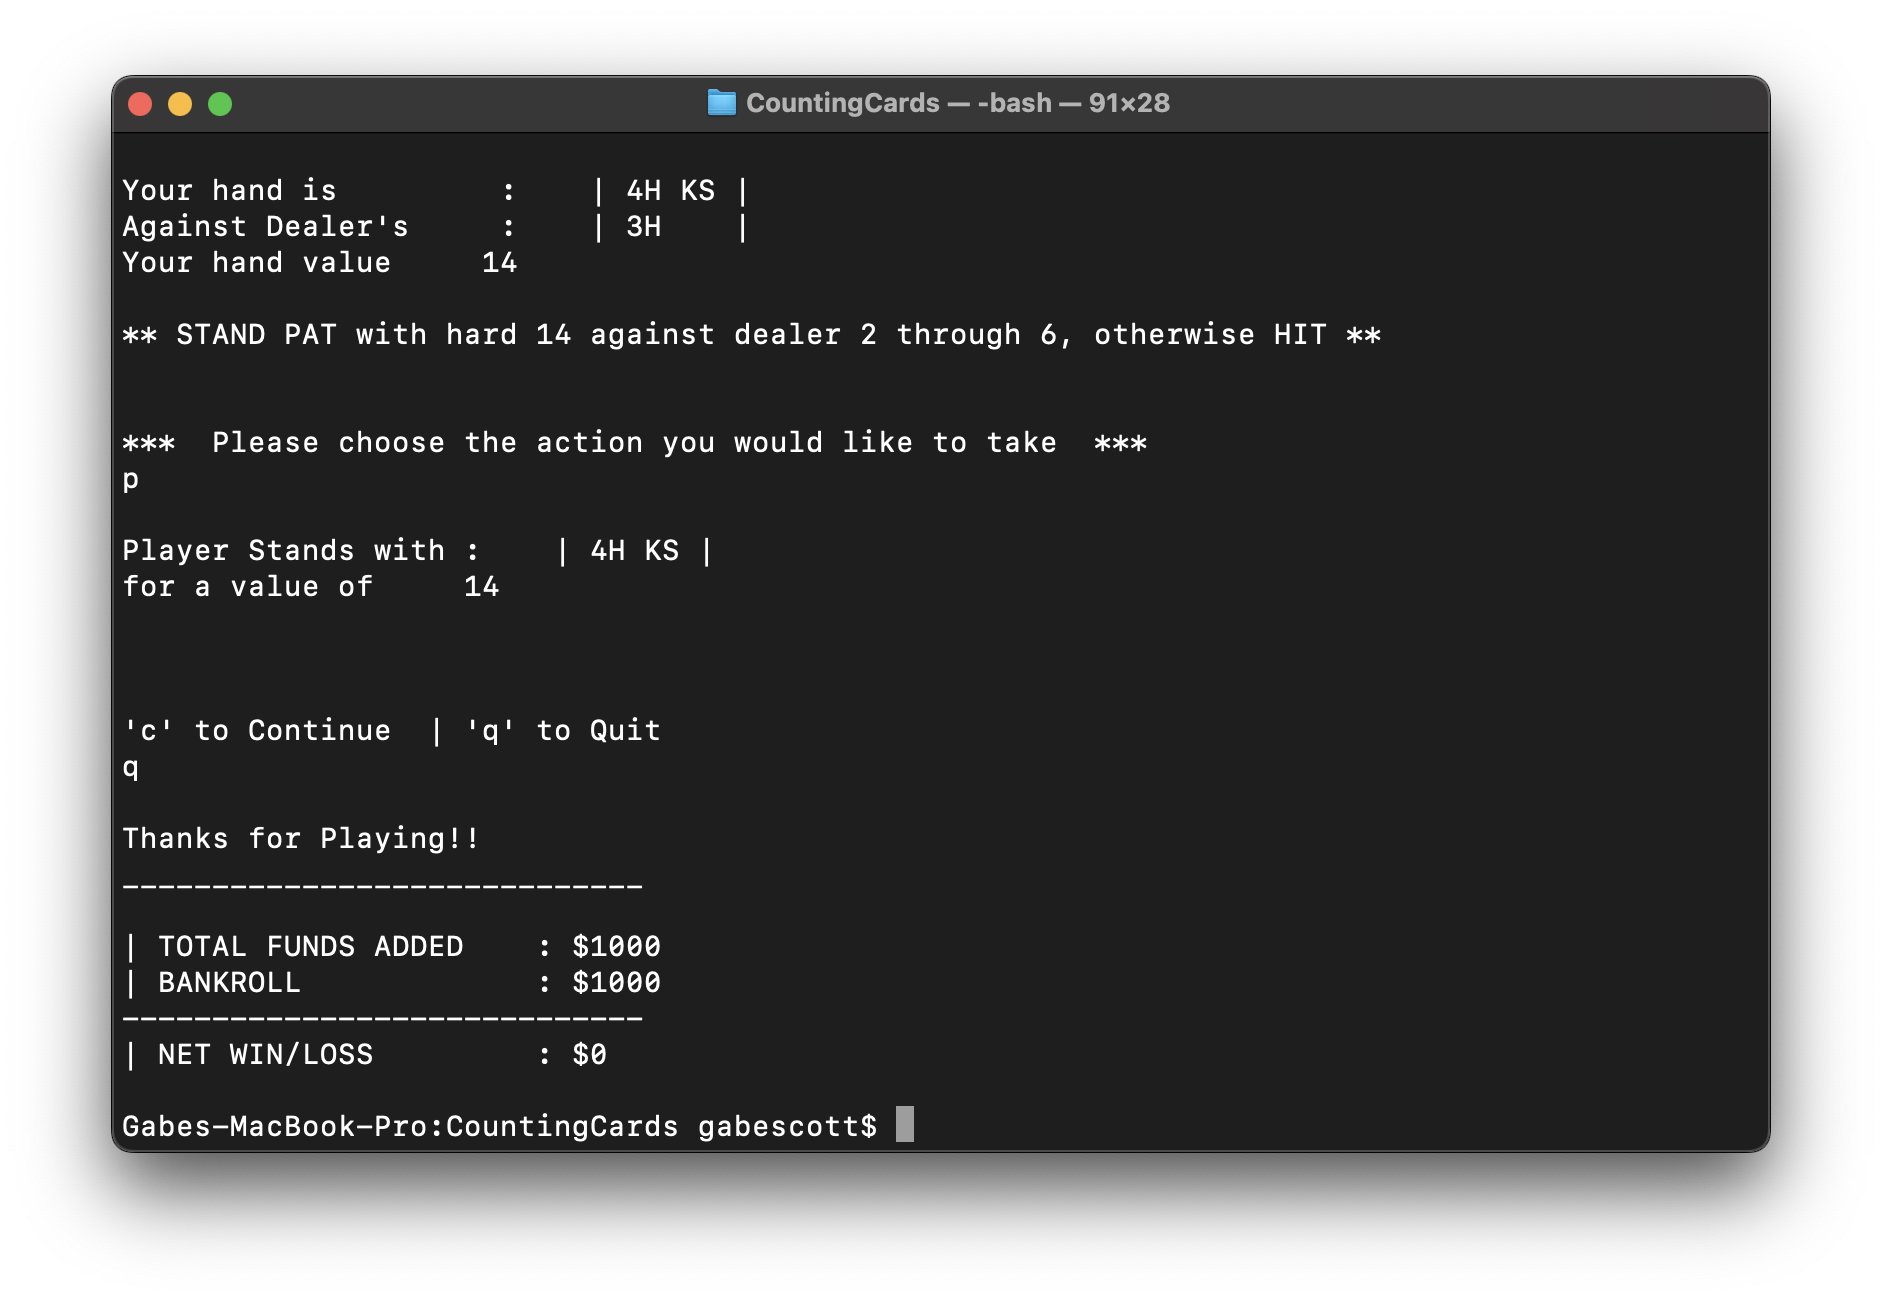 CountingCards — -bash — 91×28
Your hand is         :    | 4H KS |
Against Dealer's     :    | 3H    |
Your hand value     14
** STAND PAT with hard 14 against dealer 2 through 6, otherwise HIT **
***  Please choose the action you would like to take  ***
p
Player Stands with :    | 4H KS |
for a value of     14
'c' to Continue  | 'q' to Quit
q
Thanks for Playing!!
-----------------------------
| TOTAL FUNDS ADDED    : $1000
| BANKROLL             : $1000
-----------------------------
| NET WIN/LOSS         : $0
Gabes-MacBook-Pro:CountingCards gabescott$